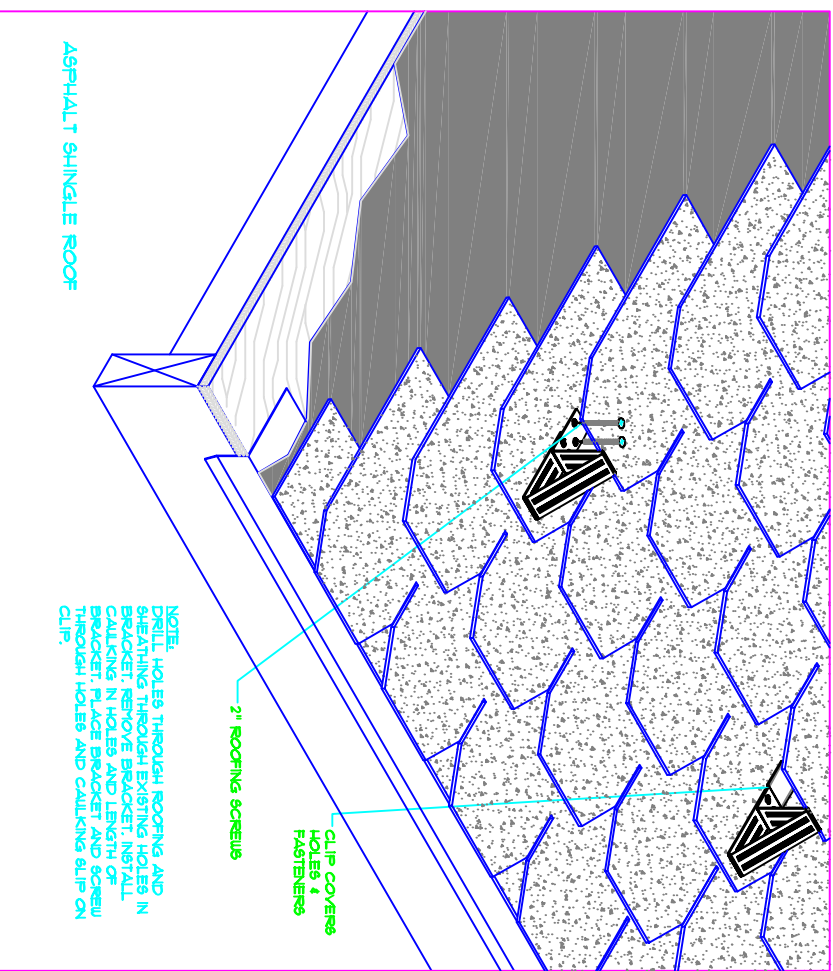 ASPHALT SHINGLE ROOF
2" ROOFING SCREWS
CLIP COVERS
HOLES &
FASTENERS
NOTE:
DRILL HOLES THROUGH ROOFING AND
SHEATHING THROUGH EXISTING HOLES IN
BRACKET. REMOVE BRACKET. INSTALL
CAULKING IN HOLES AND LENGTH OF
BRACKET. PLACE BRACKET AND SCREW
THROUGH HOLES AND CAULKING SLIP ON
CLIP.